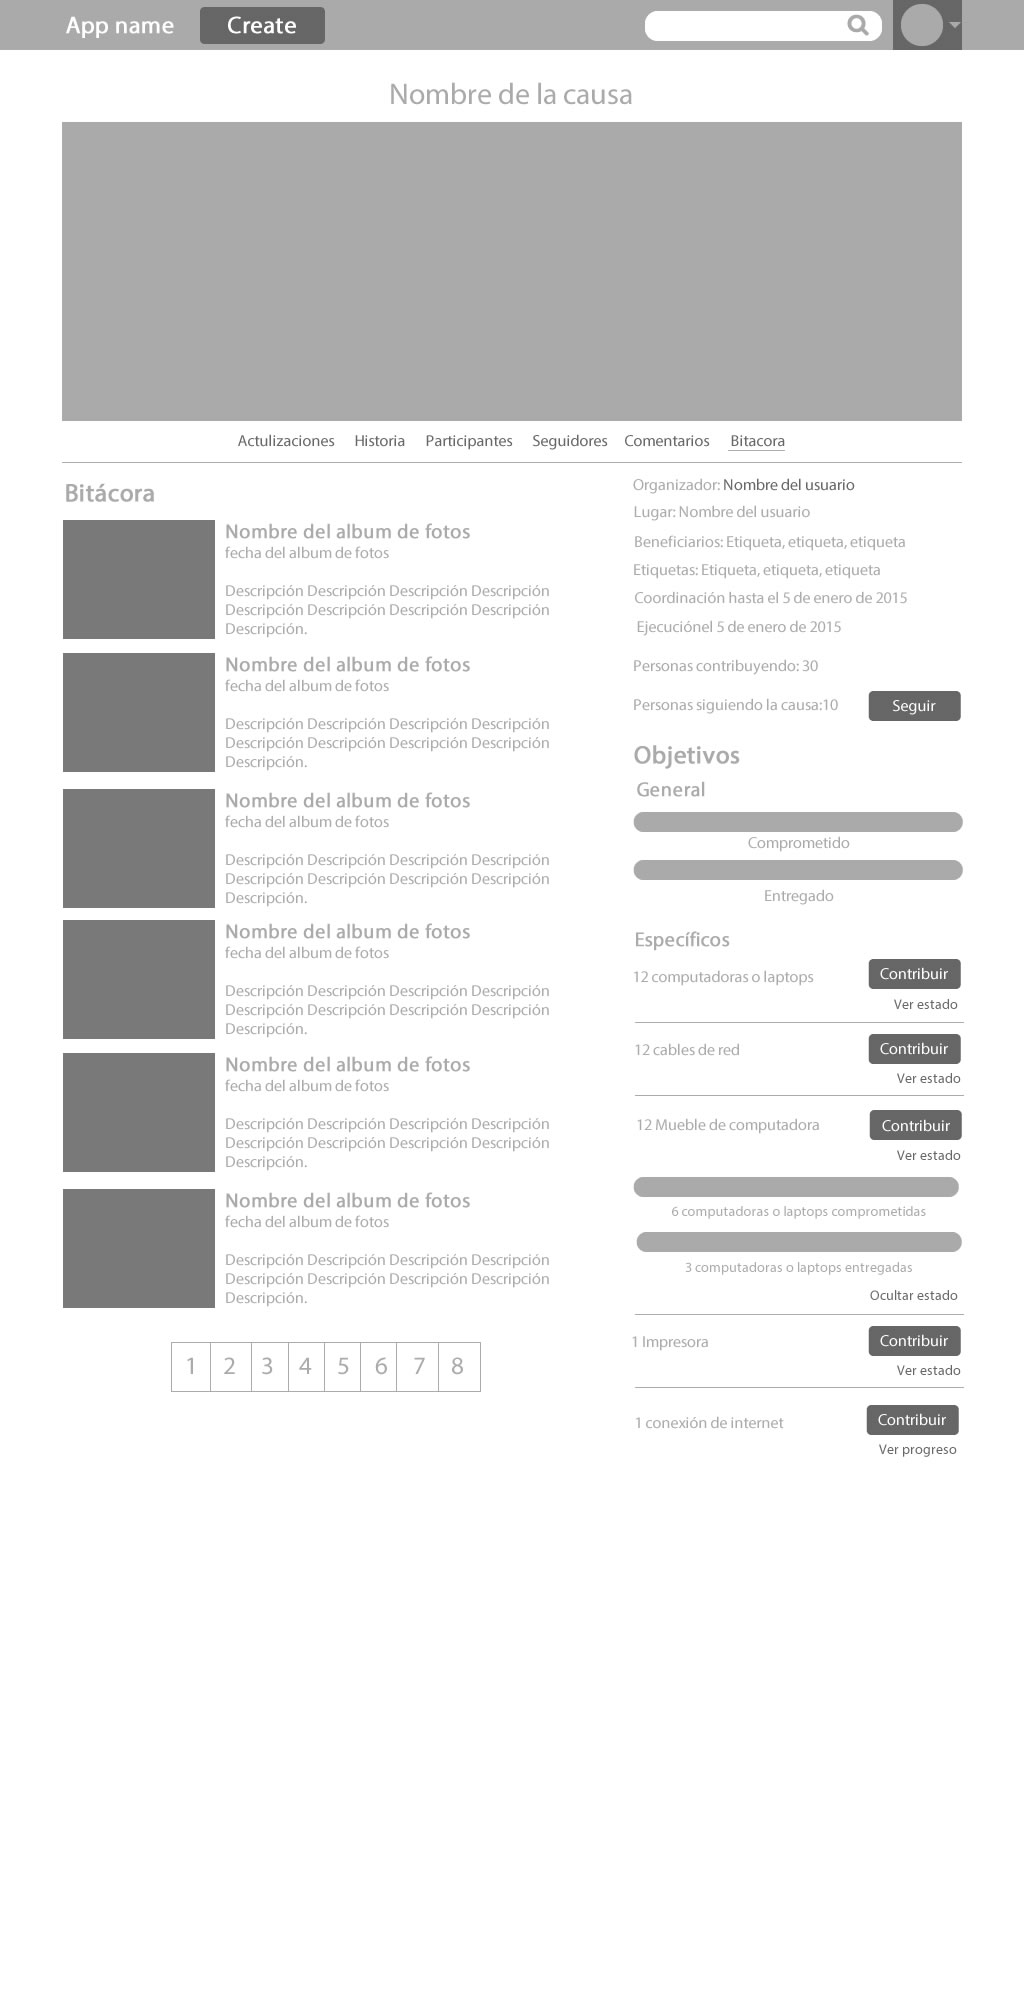 App name
Create
Nombre de la causa
Actulizaciones
Historia
Participantes
Seguidores
Comentarios
Bitacora
Bitácora
Nombre del album de fotos
fecha del album de fotos
Descripción Descripción Descripción Descripción
Descripción Descripción Descripción Descripción
Descripción.
Nombre del album de fotos
fecha del album de fotos
Descripción Descripción Descripción Descripción
Descripción Descripción Descripción Descripción
Descripción.
Nombre del album de fotos
fecha del album de fotos
Descripción Descripción Descripción Descripción
Descripción Descripción Descripción Descripción
Descripción.
Nombre del album de fotos
fecha del album de fotos
Descripción Descripción Descripción Descripción
Descripción Descripción Descripción Descripción
Descripción.
Nombre del album de fotos
fecha del album de fotos
Descripción Descripción Descripción Descripción
Descripción Descripción Descripción Descripción
Descripción.
Nombre del album de fotos
fecha del album de fotos
Descripción Descripción Descripción Descripción
Descripción Descripción Descripción Descripción
Descripción.
1 2 3 4 5 6 7 8
Organizador: Nombre del usuario
Lugar: Nombre del usuario
Beneficiarios: Etiqueta, etiqueta, etiqueta
Etiquetas: Etiqueta, etiqueta, etiqueta
Coordinación hasta el 5 de enero de 2015
Ejecuciónel 5 de enero de 2015
Personas contribuyendo: 30
Personas siguiendo la causa:10
Seguir
Objetivos
General
Comprometido
Entregado
Específicos
12 computadoras o laptops
Contribuir
Ver estado
12 cables de red
Contribuir
Ver estado
12 Mueble de computadora
Contribuir
Ver estado
6 computadoras o laptops comprometidas
3 computadoras o laptops entregadas
Ocultar estado
1 Impresora
Contribuir
Ver estado
1 conexión de internet
Contribuir
Ver progreso